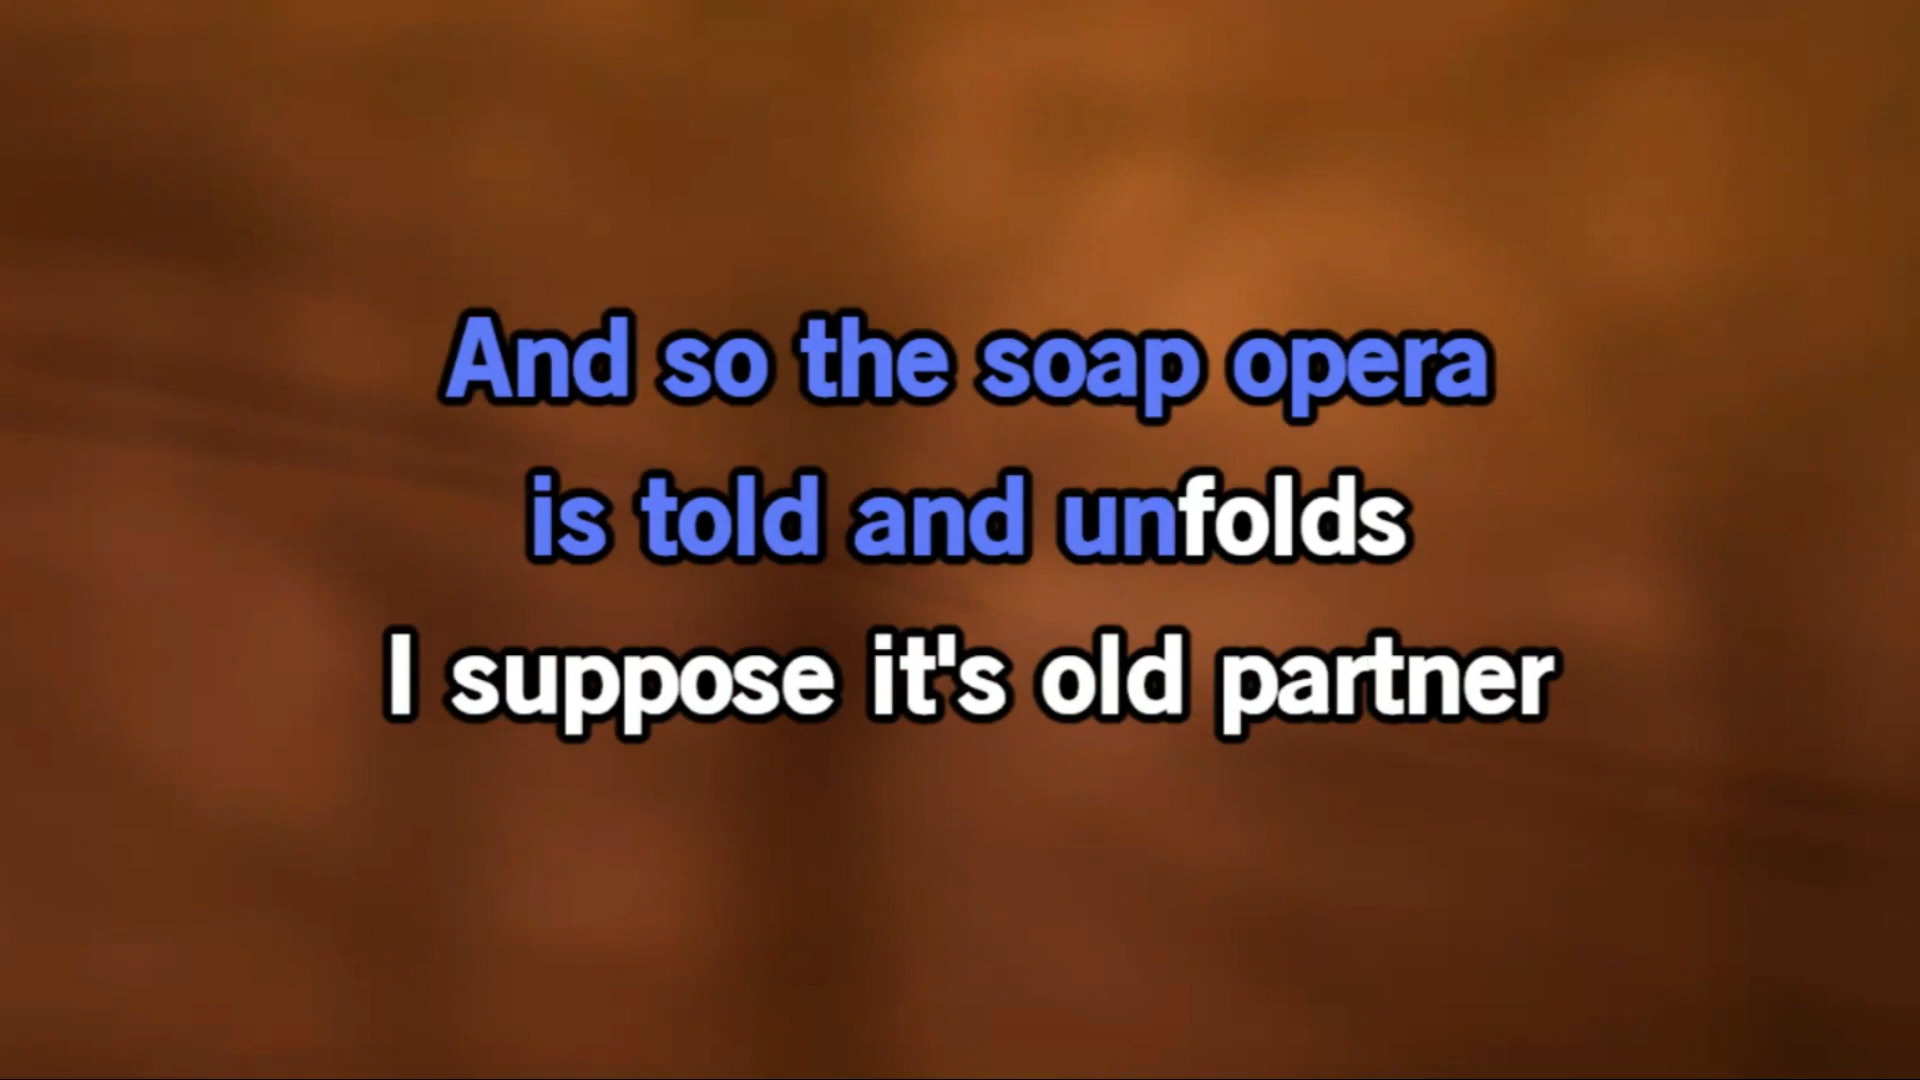 And so the soap opera
is told and unfolds
I suppose it's old partner